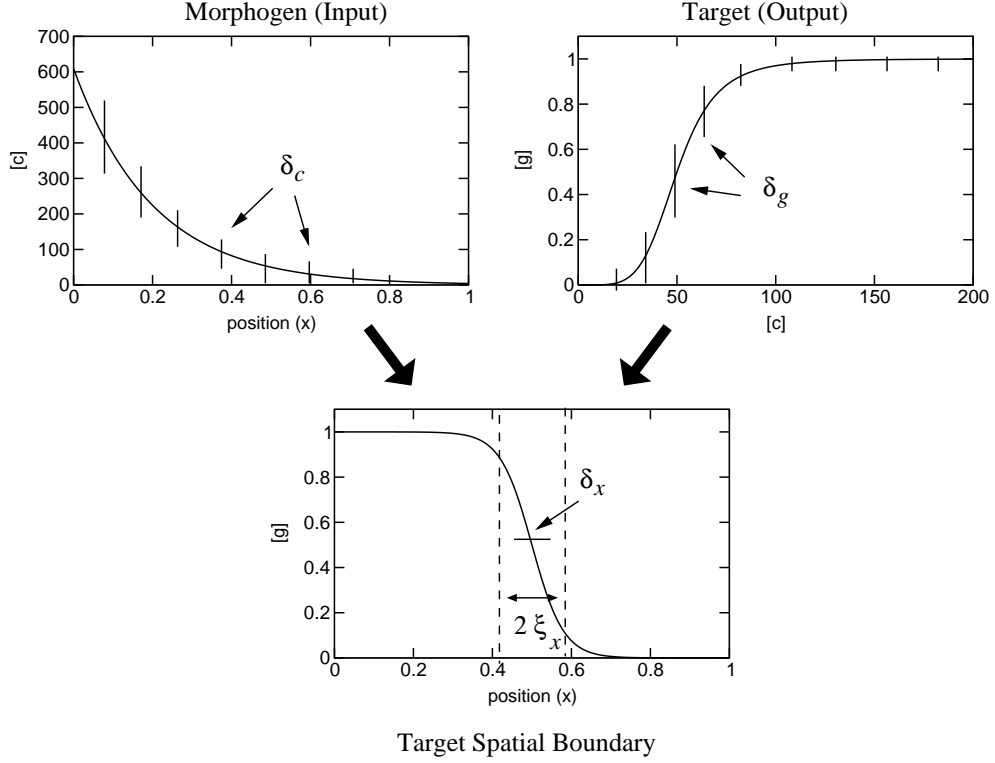 Morphogen (Input)
700
600
500
400
300
200
100
0
[c]
δc
0 0.2 0.4 0.6 0.8 1
position (x)
Target (Output)
1
0.8
0.6
0.4
0.2
0
[g]
δg
0 50 100 150 200
[c]
1
0.8
0.6
0.4
0.2
0
[g]
δx
2 ξx
0 0.2 0.4 0.6 0.8 1
position (x)
Target Spatial Boundary